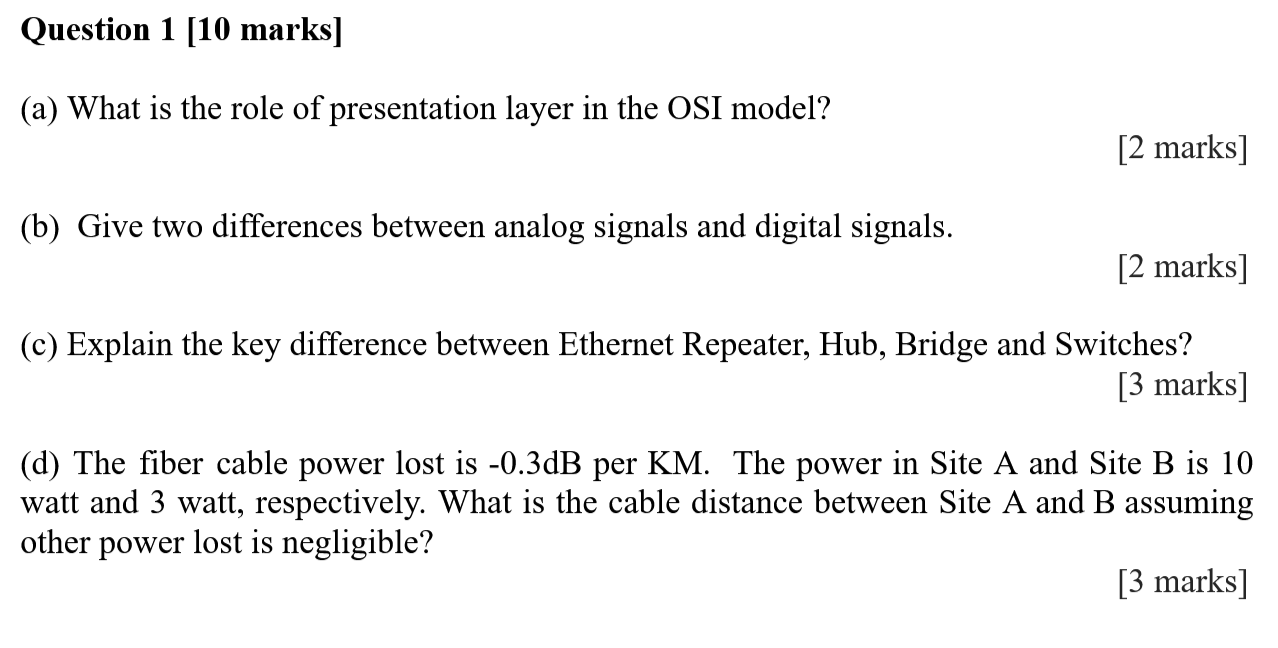 Question 1 [10 marks]
(a) What is the role of presentation layer in the OSI model?
[2 marks]
(b) Give two differences between analog signals and digital signals.
[2 marks]
(c) Explain the key difference between Ethernet Repeater, Hub, Bridge and Switches?
[3 marks]
(d) The fiber cable power lost is -0.3dB per KM. The power in Site A and Site B is 10
watt and 3 watt, respectively. What is the cable distance between Site A and B assuming
other power lost is negligible?
[3 marks]